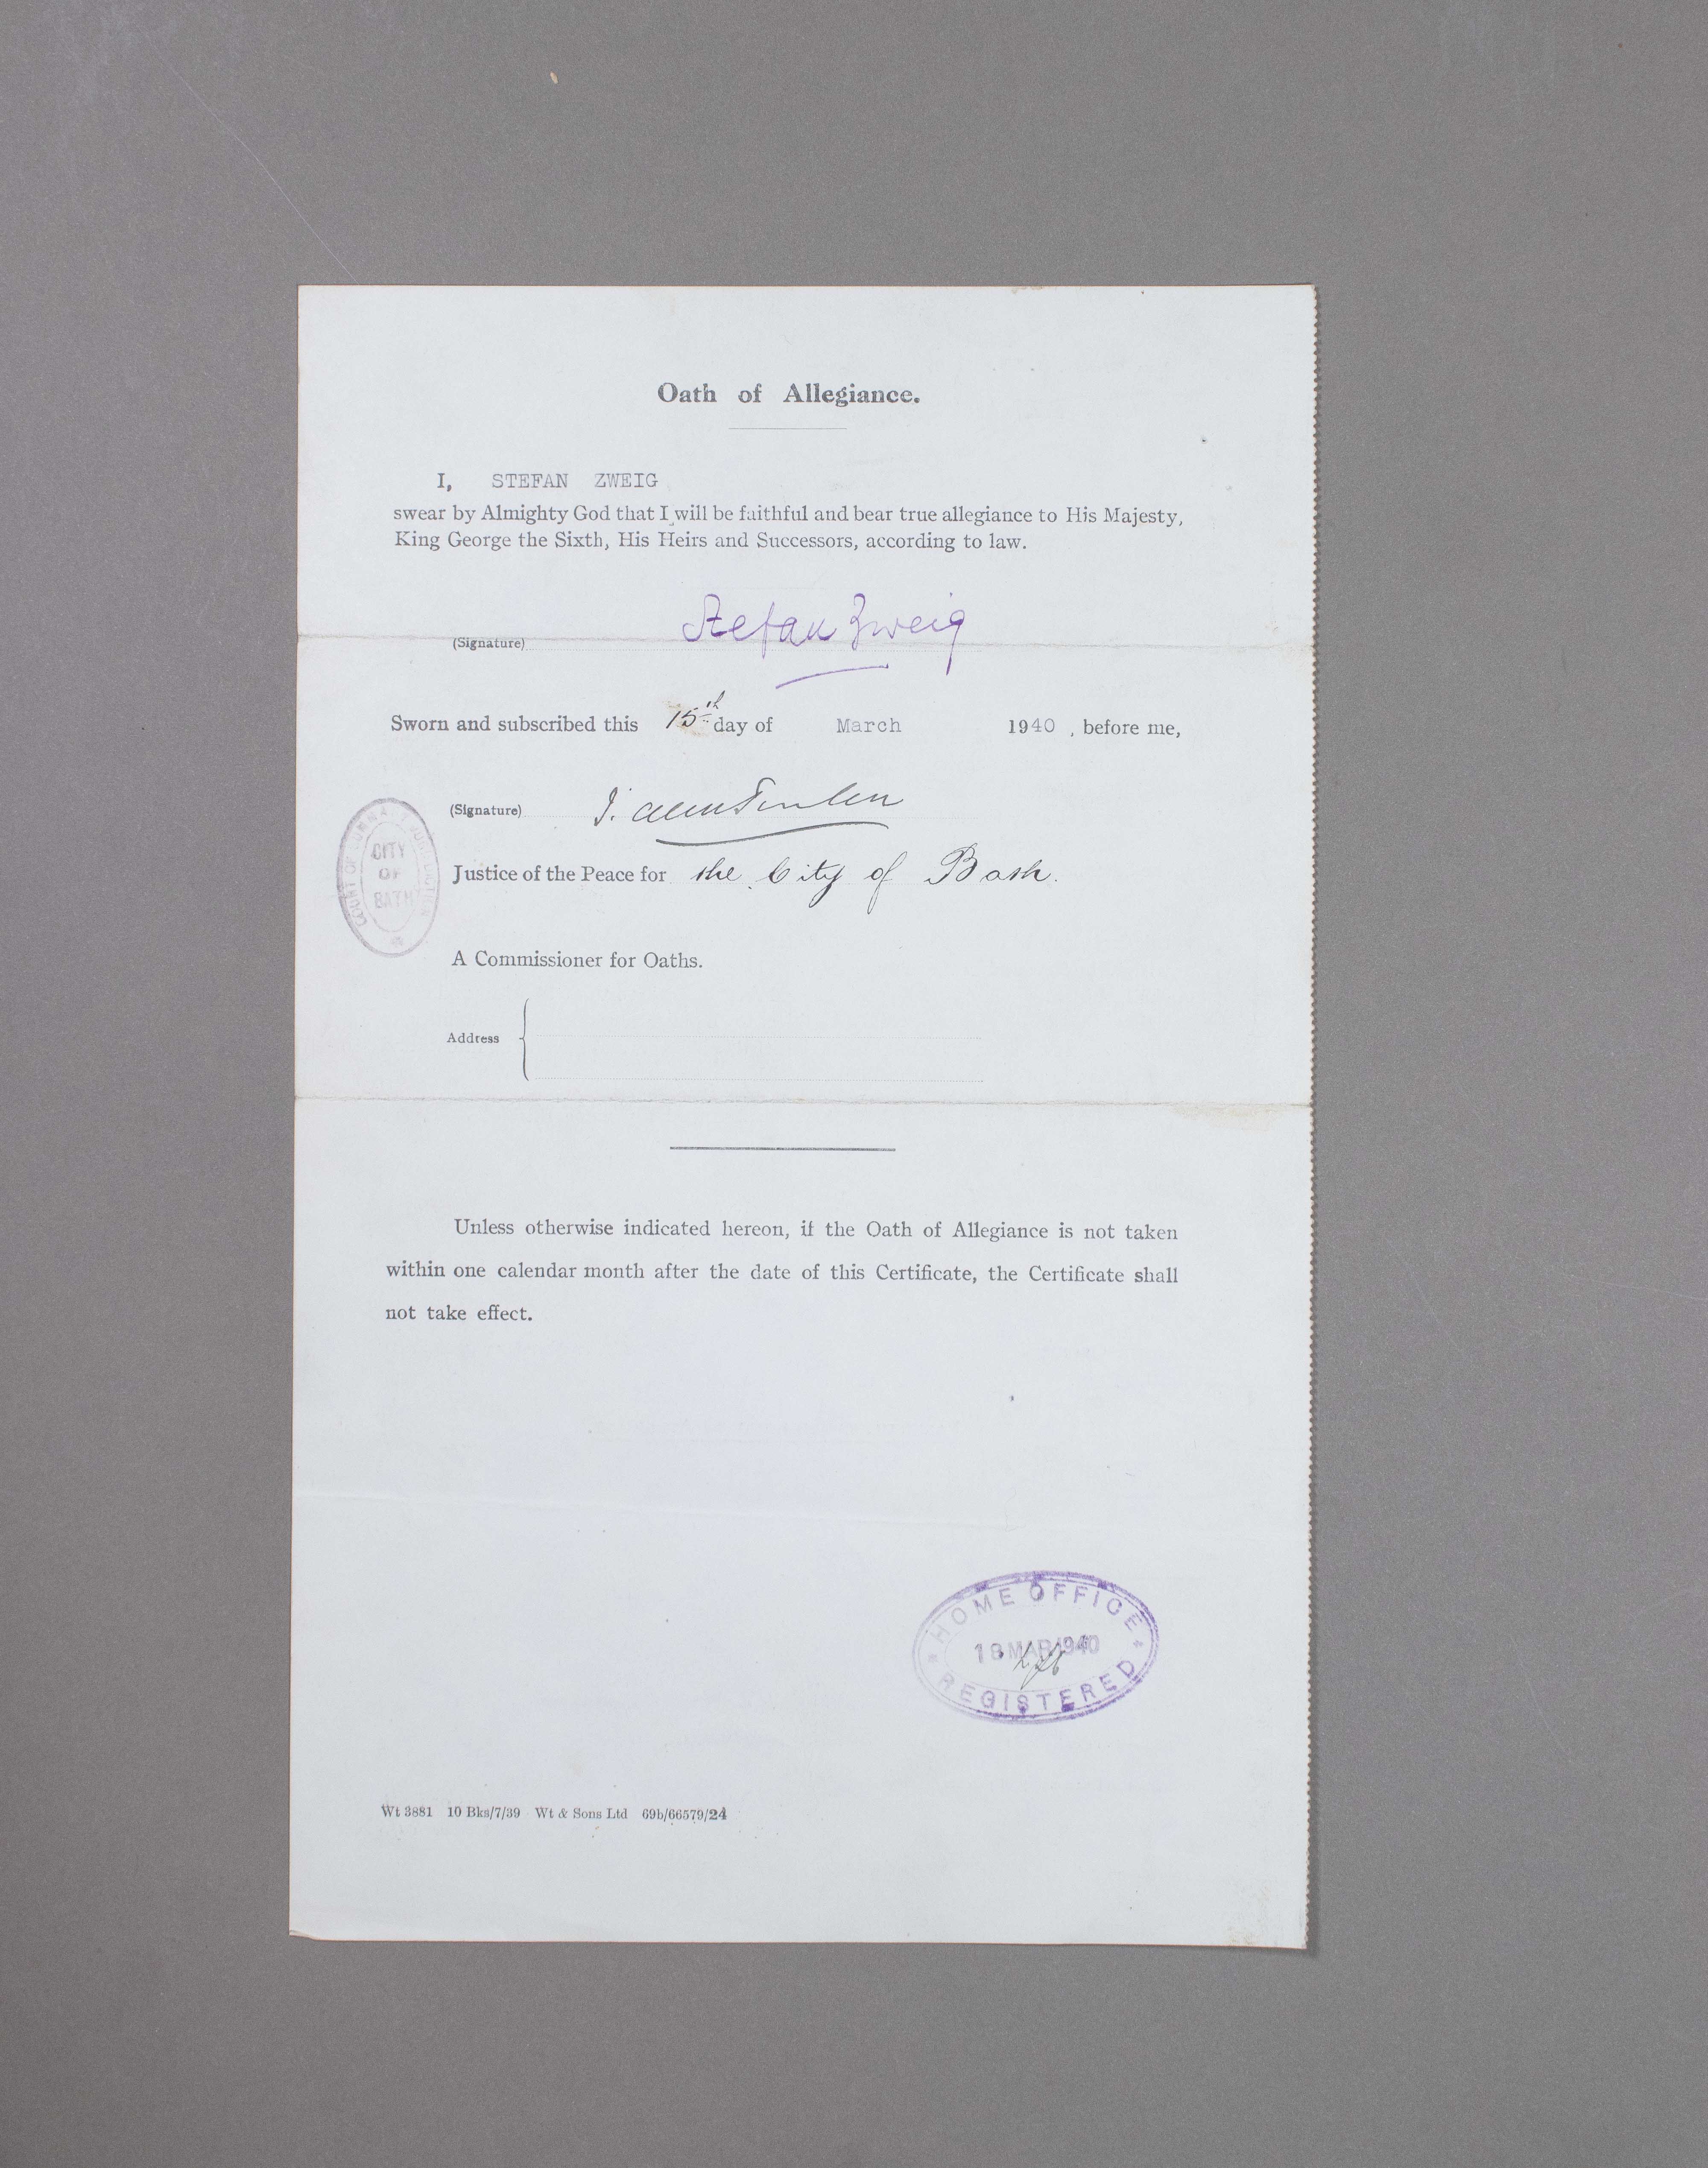 Oath of Allegiance.
I, STEFAN ZWEIG
swear by Almighty God that I will be faithful and bear true allegiance to His Majesty,
King George the Sixth, His Heirs and Successors, according to law.
(Signature) Stefan Zweig
Sworn and subscribed this 15th day of March 1940, before me,
(Signature)
COURT OF SUMMARY JURISDICTION
CITY
OF
BATH
Justice of the Peace for the City of Bath.
A Commissioner for Oaths.
Address
Unless otherwise indicated hereon, if the Oath of Allegiance is not taken
within one calendar month after the date of this Certificate, the Certificate shall
not take effect.
HOME OFFICE
18 MAR 1940
REGISTERED
Wt 3881 10 Bks/7/39 Wt & Sons Ltd 69b/66579/24